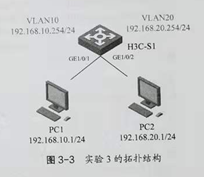 VLAN10
VLAN20
192.168.10.254/24
192.168.20.254/24
H3C-S1
GE1/0/1
GE1/0/2
PC1
PC2
192.168.10.1/24
192.168.20.1/24
图 3-3 实验 3 的拓扑结构